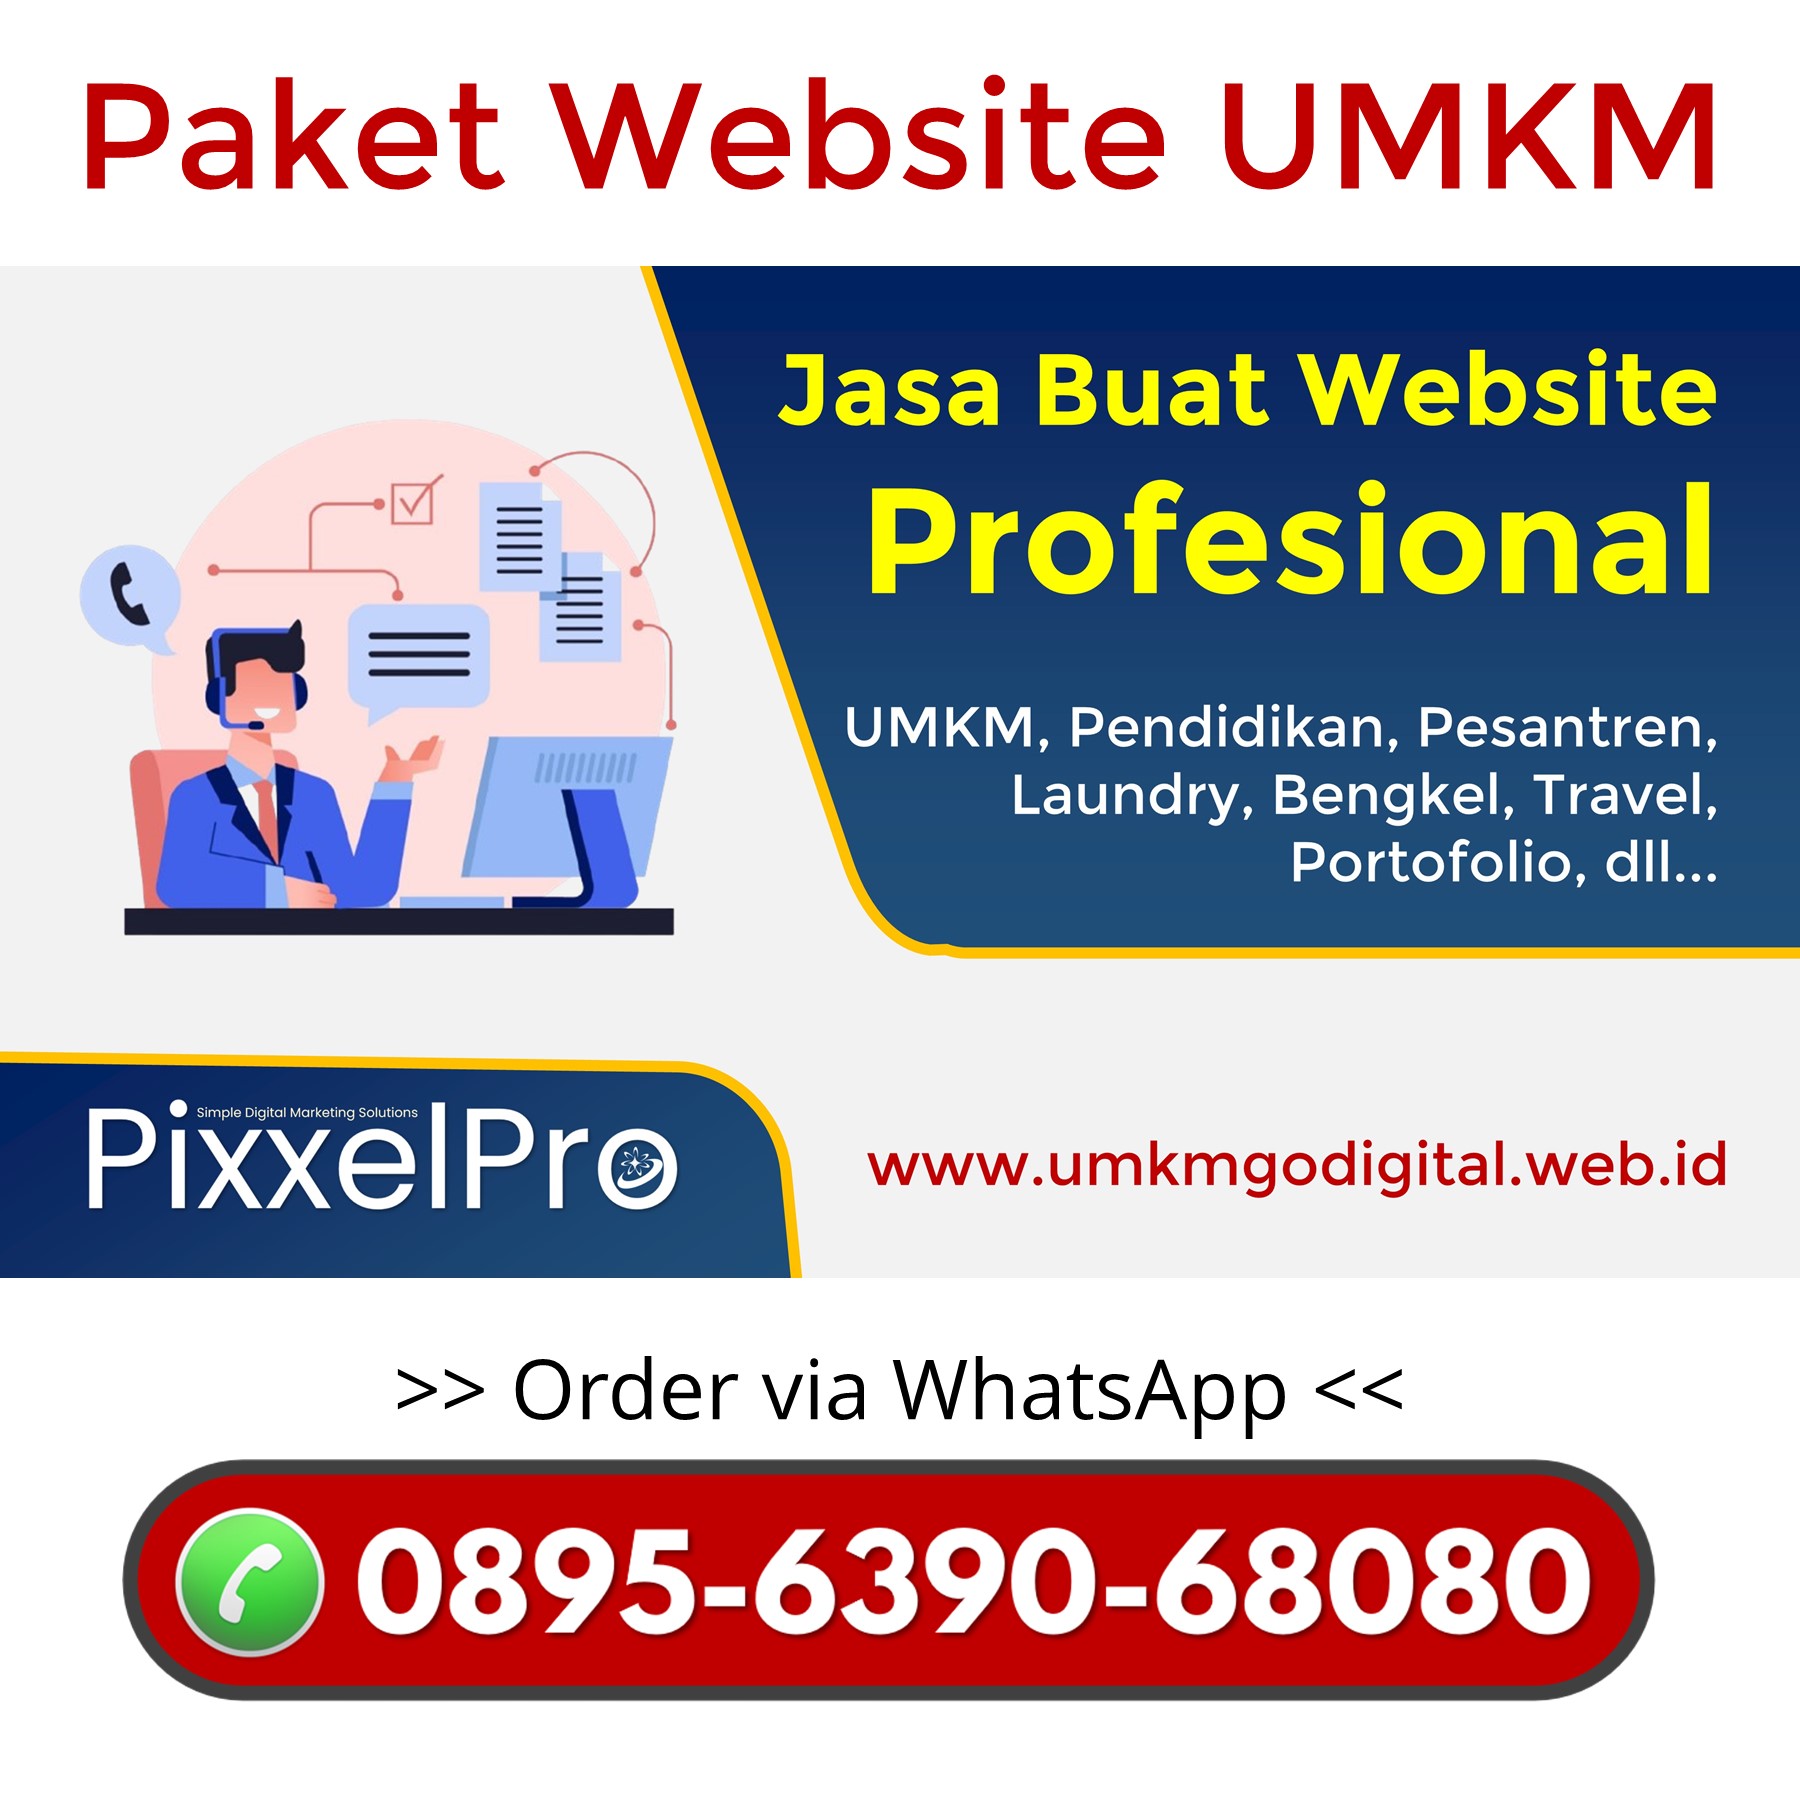 Paket Website UMKM
Jasa Buat Website
Profesional
UMKM, Pendidikan, Pesantren,
Laundry, Bengkel, Travel,
Portofolio, dll...
Simple Digital Marketing Solutions
PixxelPro
www.umkmgodigital.web.id
>> Order via WhatsApp <<
0895-6390-68080